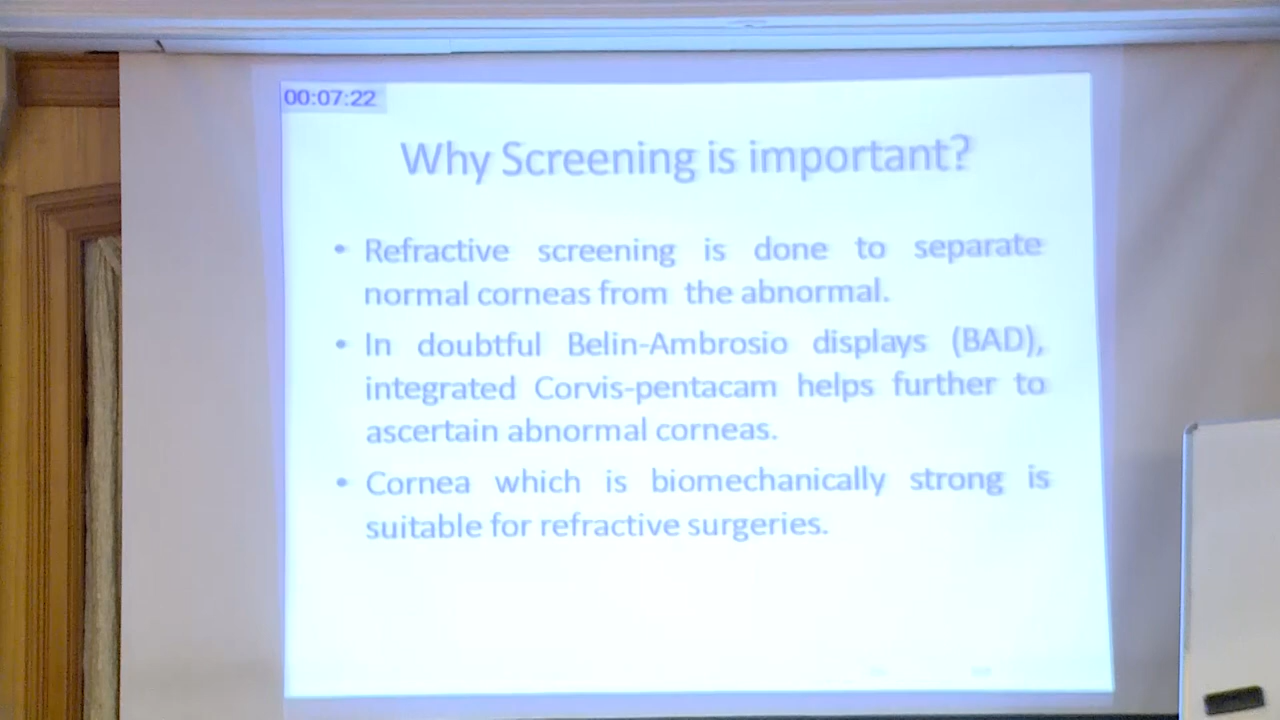 00:07:22
Why Screening is important?
• Refractive screening is done to separate
normal corneas from the abnormal.
• In doubtful Belin-Ambrosio displays (BAD),
integrated Corvis-pentacam helps further to
ascertain abnormal corneas.
• Cornea which is biomechanically strong is
suitable for refractive surgeries.